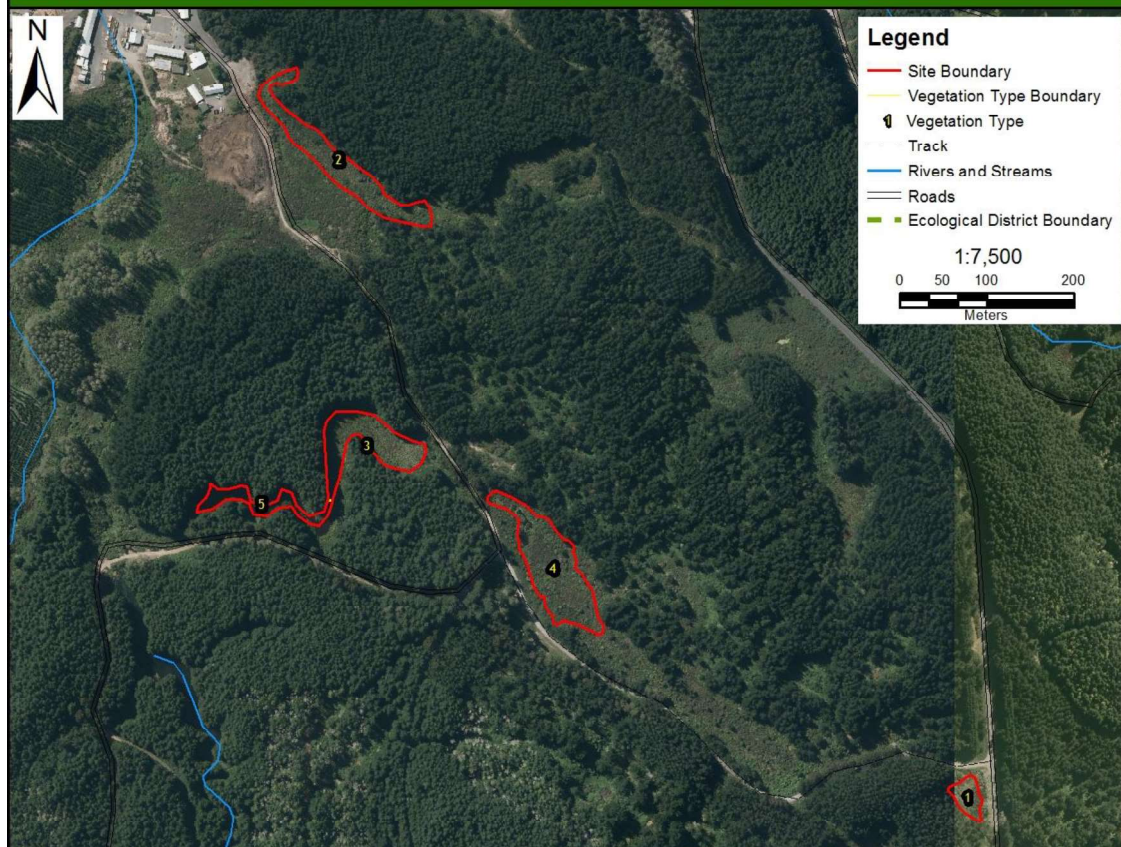 N
Legend
Site Boundary
Vegetation Type Boundary
1 Vegetation Type
Track
Rivers and Streams
Roads
Ecological District Boundary
1:7,500
0 50 100 200
Meters
2
3
5
4
1